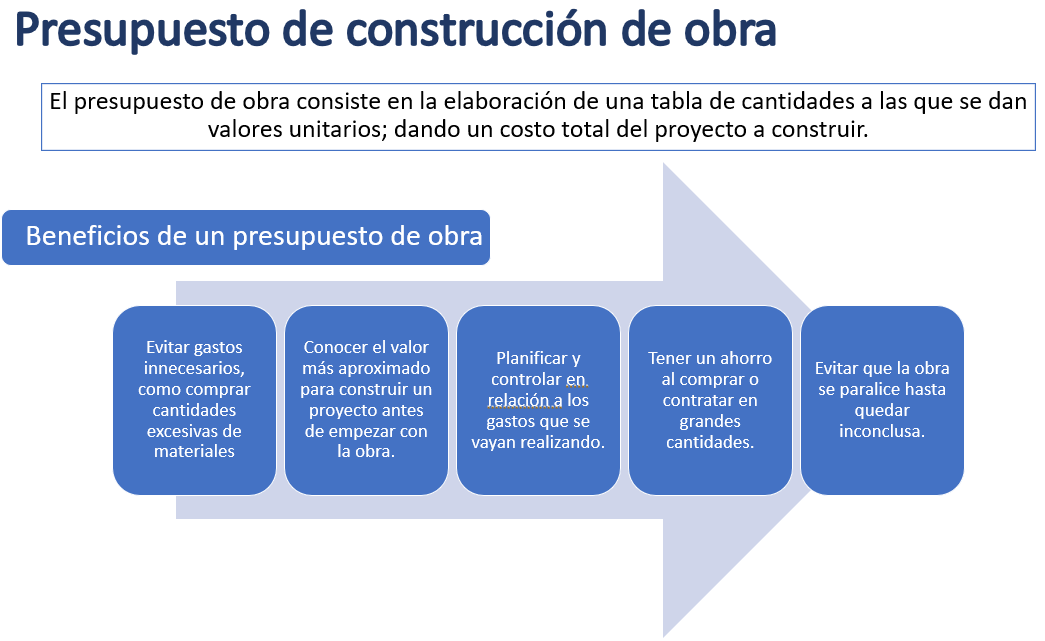 Presupuesto de construcción de obra
El presupuesto de obra consiste en la elaboración de una tabla de cantidades a las que se dan
valores unitarios; dando un costo total del proyecto a construir.
Beneficios de un presupuesto de obra
Evitar gastos
innecesarios,
como comprar
cantidades
excesivas de
materiales
Conocer el valor
más aproximado
para construir un
proyecto antes
de empezar con
la obra.
Planificar y
controlar en
relación a los
gastos que se
vayan realizando.
Tener un ahorro
al comprar o
contratar en
grandes
cantidades.
Evitar que la obra
se paralice hasta
quedar
inconclusa.